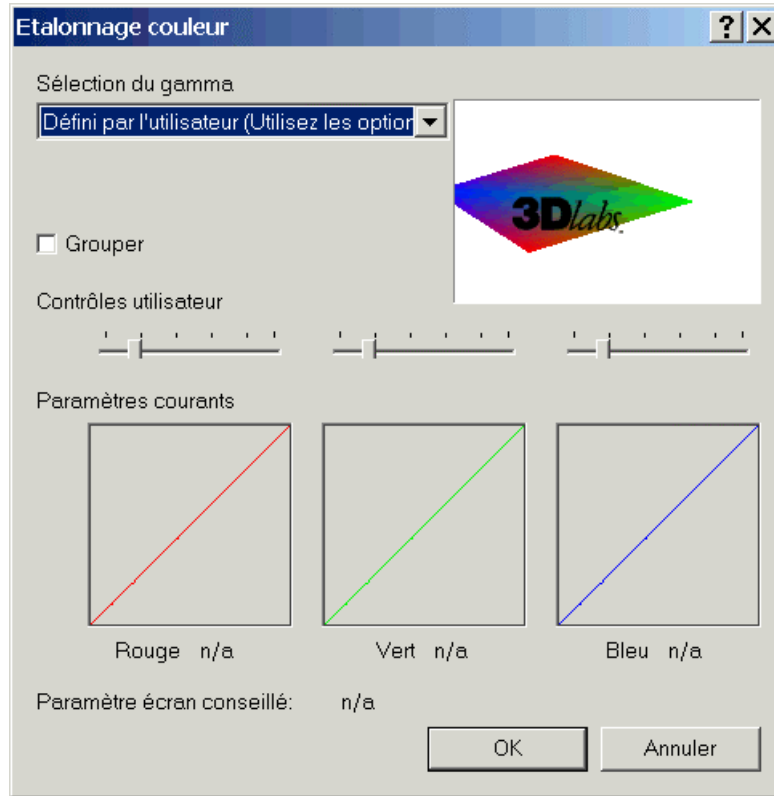 Etalonnage couleur
Sélection du gamma
Défini par l'utilisateur (Utilisez les option
3Dlabs.
Grouper
Contrôles utilisateur
Paramètres courants
Rouge n/a
Vert n/a
Bleu n/a
Paramètre écran conseillé: n/a
OK
Annuler